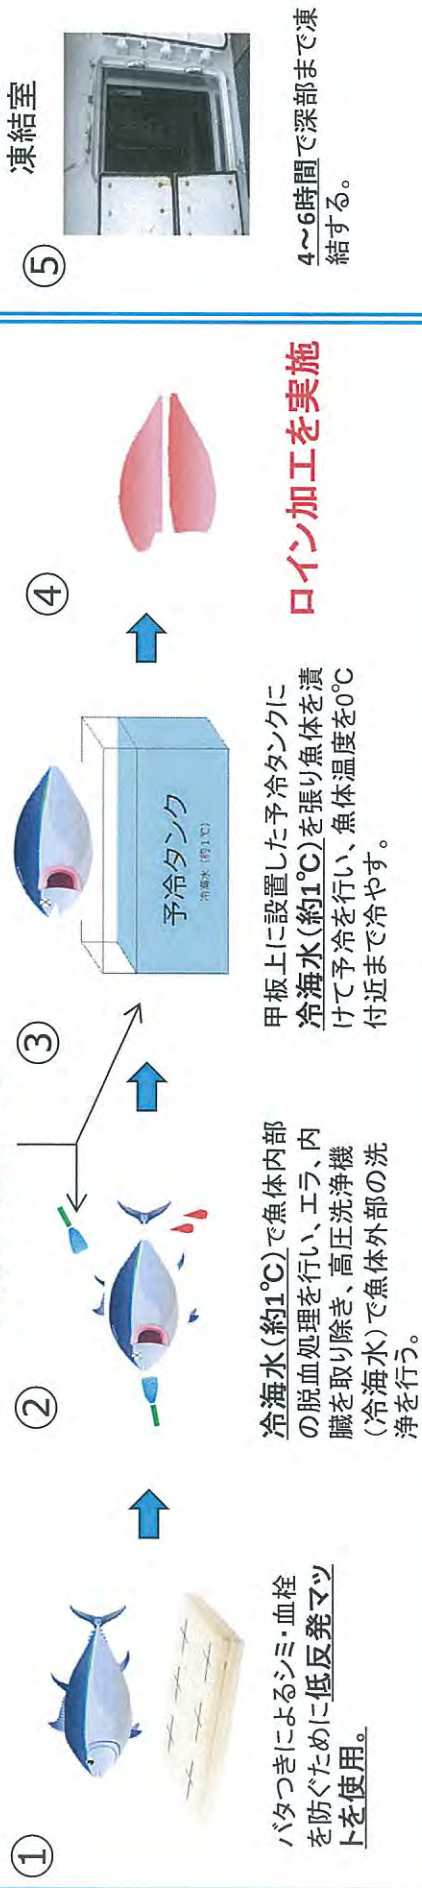 ①
バタつきによるシミ・血栓
を防ぐために低反発マッ
トを使用。
②
冷海水(約1℃)で魚体内部
の脱血処理を行い、エラ、内
臓を取り除き、高圧洗浄機
(冷海水)で魚体外部の洗
浄を行う。
③
予冷タンク
冷海水(約1℃)
甲板上に設置した予冷タンクに
冷海水(約1℃)を張り魚体を漬
けて予冷を行い、魚体温度を0℃
付近まで冷やす。
④
ロイン加工を実施
⑤
凍結室
4~6時間で深部まで凍
結する。